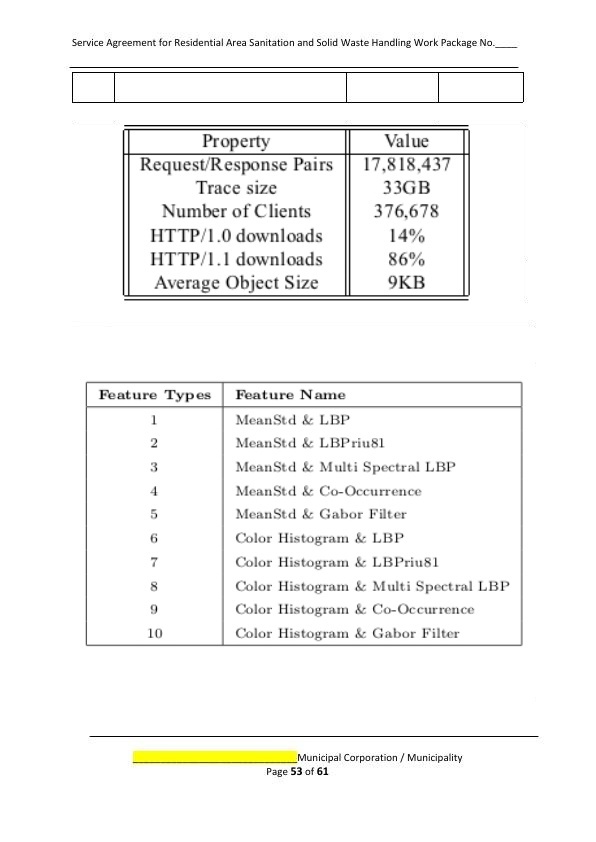 Service Agreement for Residential Area Sanitation and Solid Waste Handling Work Package No.____
Property Value
Request/Response Pairs 17,818,437
Trace size 33GB
Number of Clients 376,678
HTTP/1.0 downloads 14%
HTTP/1.1 downloads 86%
Average Object Size 9KB
Feature Types Feature Name
1 MeanStd & LBP
2 MeanStd & LBPriu81
3 MeanStd & Multi Spectral LBP
4 MeanStd & Co-Occurrence
5 MeanStd & Gabor Filter
6 Color Histogram & LBP
7 Color Histogram & LBPriu81
8 Color Histogram & Multi Spectral LBP
9 Color Histogram & Co-Occurrence
10 Color Histogram & Gabor Filter
____________________________Municipal Corporation / Municipality
Page 53 of 61